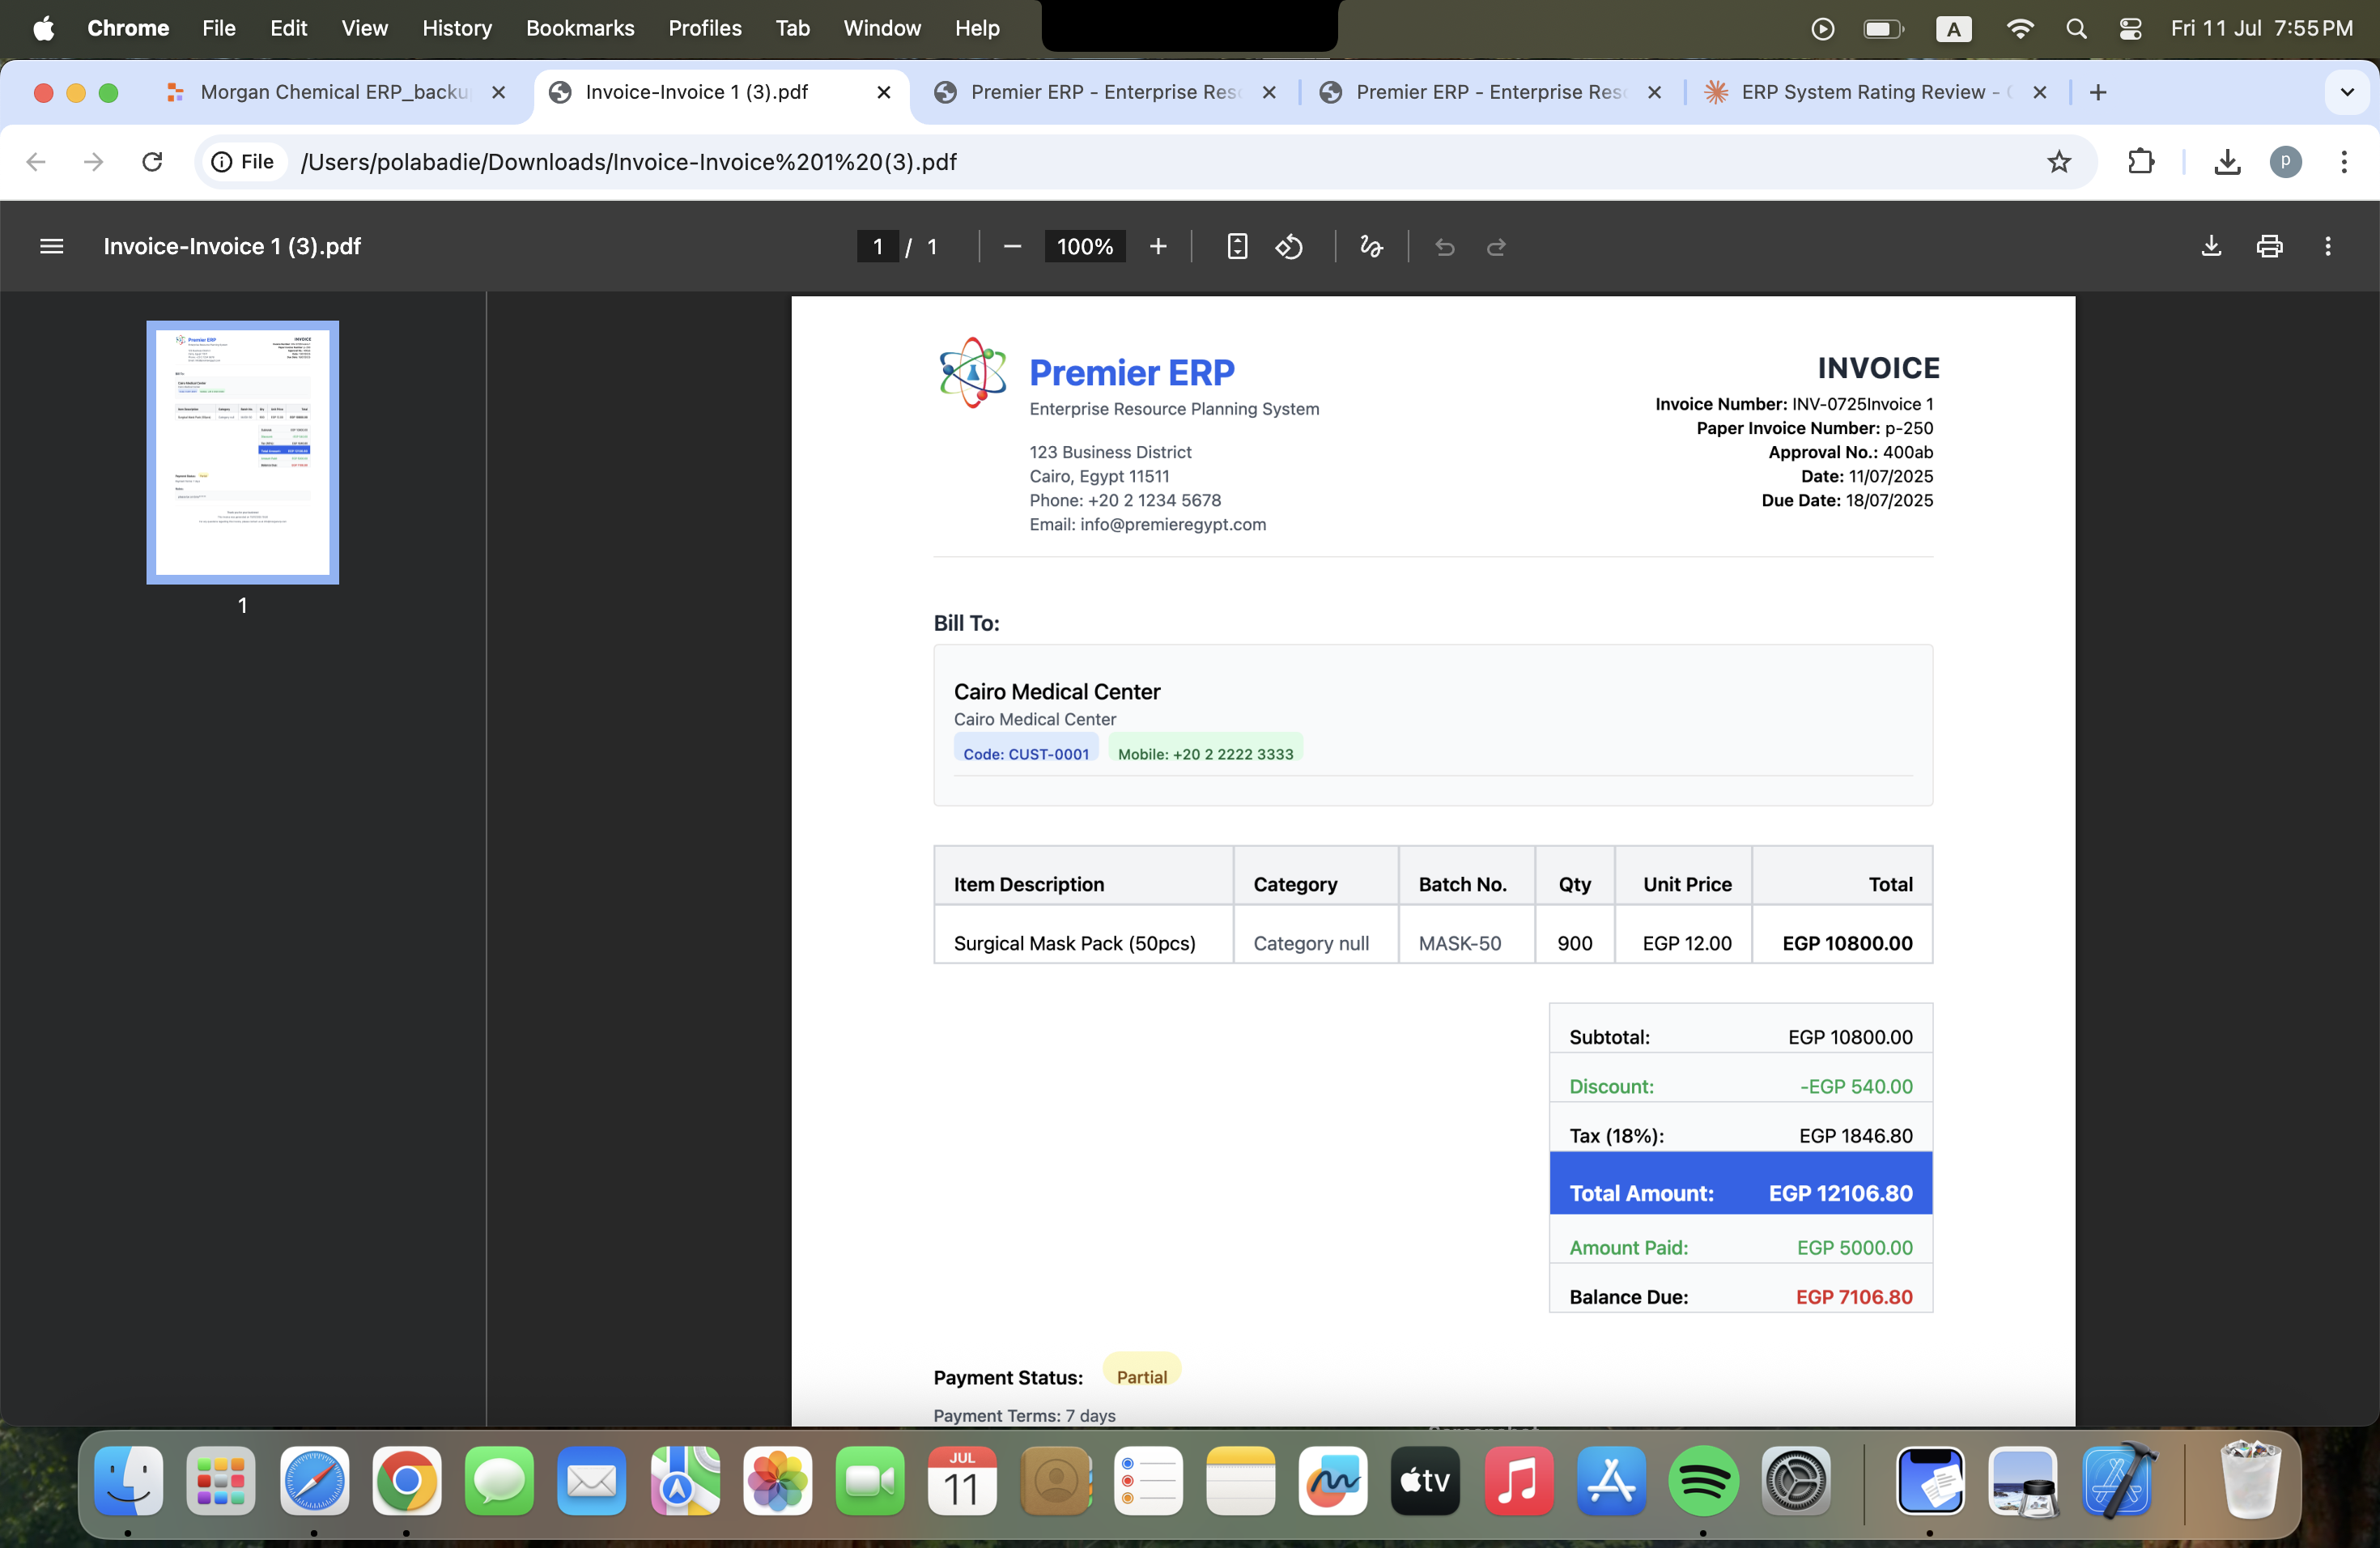 Chrome File Edit View History Bookmarks Profiles Tab Window Help A Fri 11 Jul 7:55 PM
Morgan Chemical ERP_backu Invoice-Invoice 1 (3).pdf Premier ERP - Enterprise Res Premier ERP - Enterprise Res ERP System Rating Review -
File /Users/polabadie/Downloads/Invoice-Invoice%201%20(3).pdf p
Invoice-Invoice 1 (3).pdf 1 / 1 100%
1
Premier ERP
Enterprise Resource Planning System
123 Business District
Cairo, Egypt 11511
Phone: +20 2 1234 5678
Email: info@premieregypt.com
INVOICE
Invoice Number: INV-0725Invoice 1
Paper Invoice Number: p-250
Approval No.: 400ab
Date: 11/07/2025
Due Date: 18/07/2025
Bill To:
Cairo Medical Center
Cairo Medical Center
Code: CUST-0001 Mobile: +20 2 2222 3333
Item Description Category Batch No. Qty Unit Price Total
Surgical Mask Pack (50pcs) Category null MASK-50 900 EGP 12.00 EGP 10800.00
Subtotal: EGP 10800.00
Discount: -EGP 540.00
Tax (18%): EGP 1846.80
Total Amount: EGP 12106.80
Amount Paid: EGP 5000.00
Balance Due: EGP 7106.80
Payment Status: Partial
Payment Terms: 7 days
JUL
11
tv